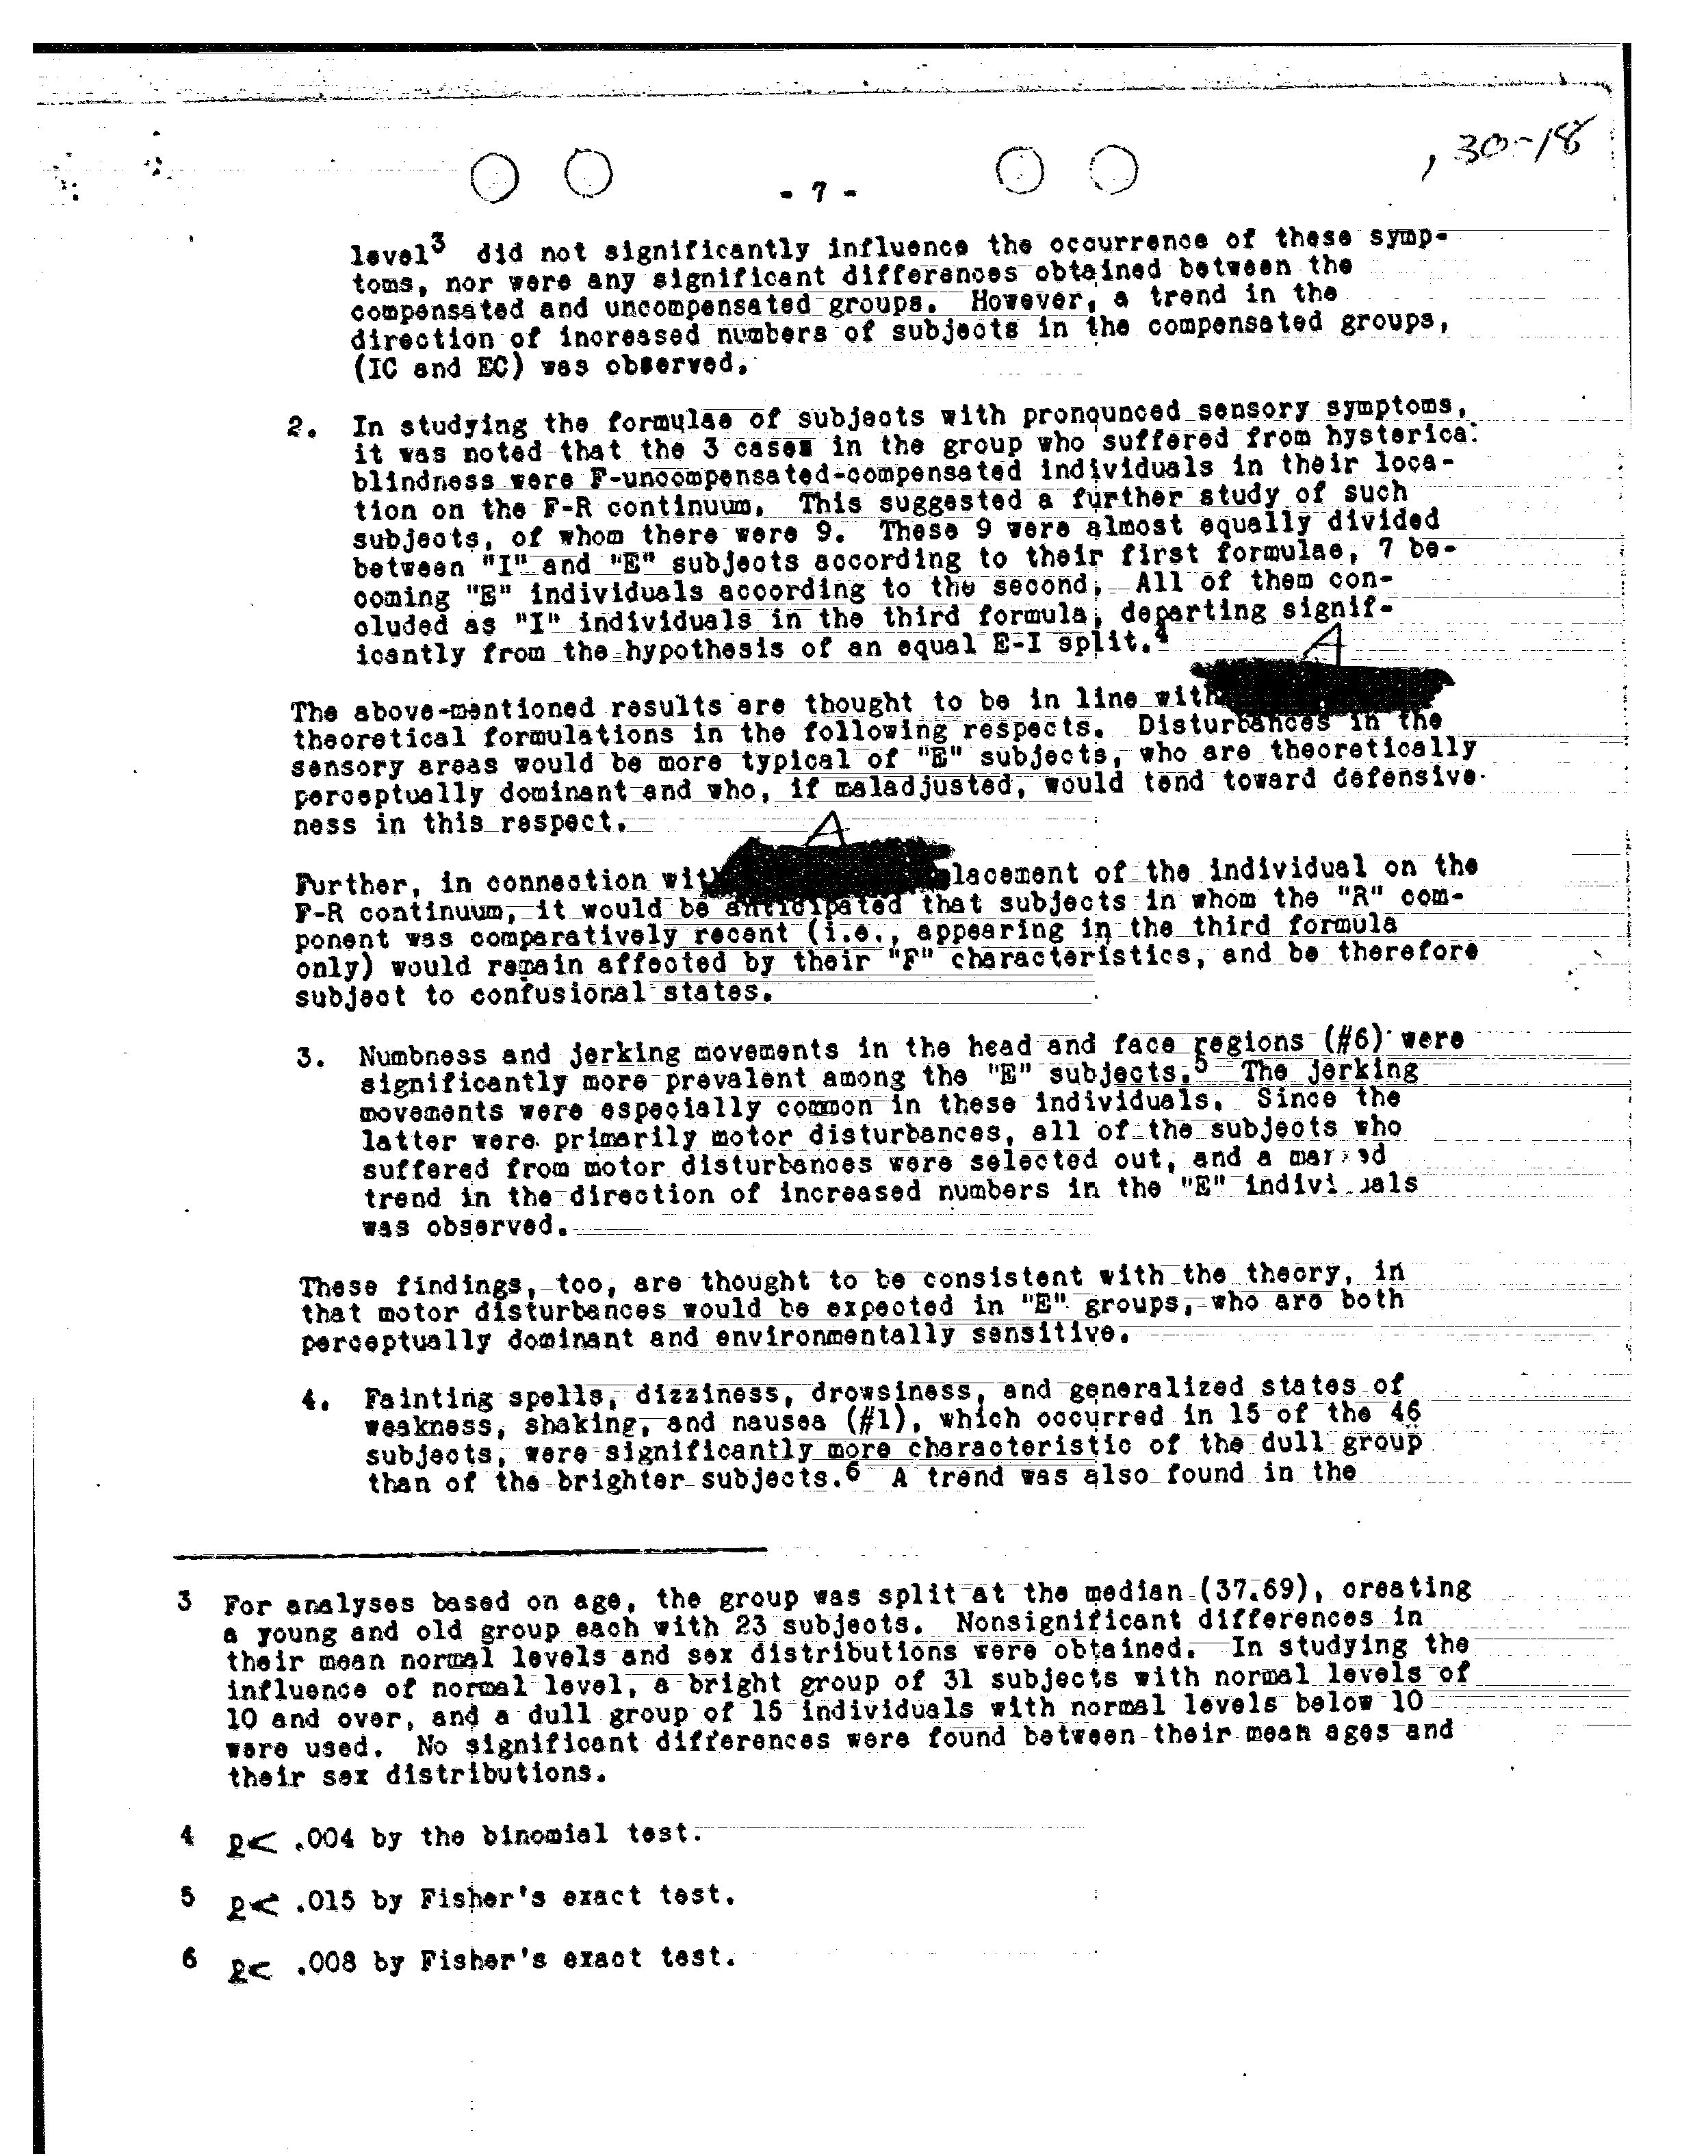 , 30-18
- 7 -
level3 did not significantly influence the occurrence of these symp-
toms, nor were any significant differences obtained between the
compensated and uncompensated groups. However, a trend in the
direction of increased numbers of subjects in the compensated groups,
(IC and EC) was observed.
2. In studying the formulae of subjects with pronounced sensory symptoms,
it was noted that the 3 cases in the group who suffered from hysterica
blindness were F-uncompensated-compensated individuals in their loca-
tion on the F-R continuum. This suggested a further study of such
subjects, of whom there were 9. These 9 were almost equally divided
between "I" and "E" subjects according to their first formulae, 7 be-
coming "E" individuals according to the second. All of them con-
cluded as "I" individuals in the third formula, departing signif-
icantly from the hypothesis of an equal E-I split.4
A
The above-mentioned results are thought to be in line with
theoretical formulations in the following respects. Disturbances in the
sensory areas would be more typical of "E" subjects, who are theoretically
perceptually dominant and who, if maladjusted, would tend toward defensive-
ness in this respect.
A
Further, in connection with lacement of the individual on the
F-R continuum, it would be anticipated that subjects in whom the "R" com-
ponent was comparatively recent (i.e., appearing in the third formula
only) would remain affected by their "F" characteristics, and be therefore
subject to confusional states.
3. Numbness and jerking movements in the head and face regions (#6) were
significantly more prevalent among the "E" subjects.5 The jerking
movements were especially common in these individuals. Since the
latter were primarily motor disturbances, all of the subjects who
suffered from motor disturbances were selected out, and a
trend in the direction of increased numbers in the "E"
was observed.
These findings, too, are thought to be consistent with the theory, in
that motor disturbances would be expected in "E" groups, who are both
perceptually dominant and environmentally sensitive.
4. Fainting spells, dizziness, drowsiness, and generalized states of
weakness, shaking, and nausea (#1), which occurred in 15 of the 46
subjects, were significantly more characteristic of the dull group
than of the brighter subjects.6 A trend was also found in the
3 For analyses based on age, the group was split at the median (37.69), creating
a young and old group each with 23 subjects. Nonsignificant differences in
their mean normal levels and sex distributions were obtained. In studying the
influence of normal level, a bright group of 31 subjects with normal levels of
10 and over, and a dull group of 15 individuals with normal levels below 10
were used. No significant differences were found between their mean ages and
their sex distributions.
4 p< .004 by the binomial test.
5 p< .015 by Fisher's exact test.
6 p< .008 by Fisher's exact test.